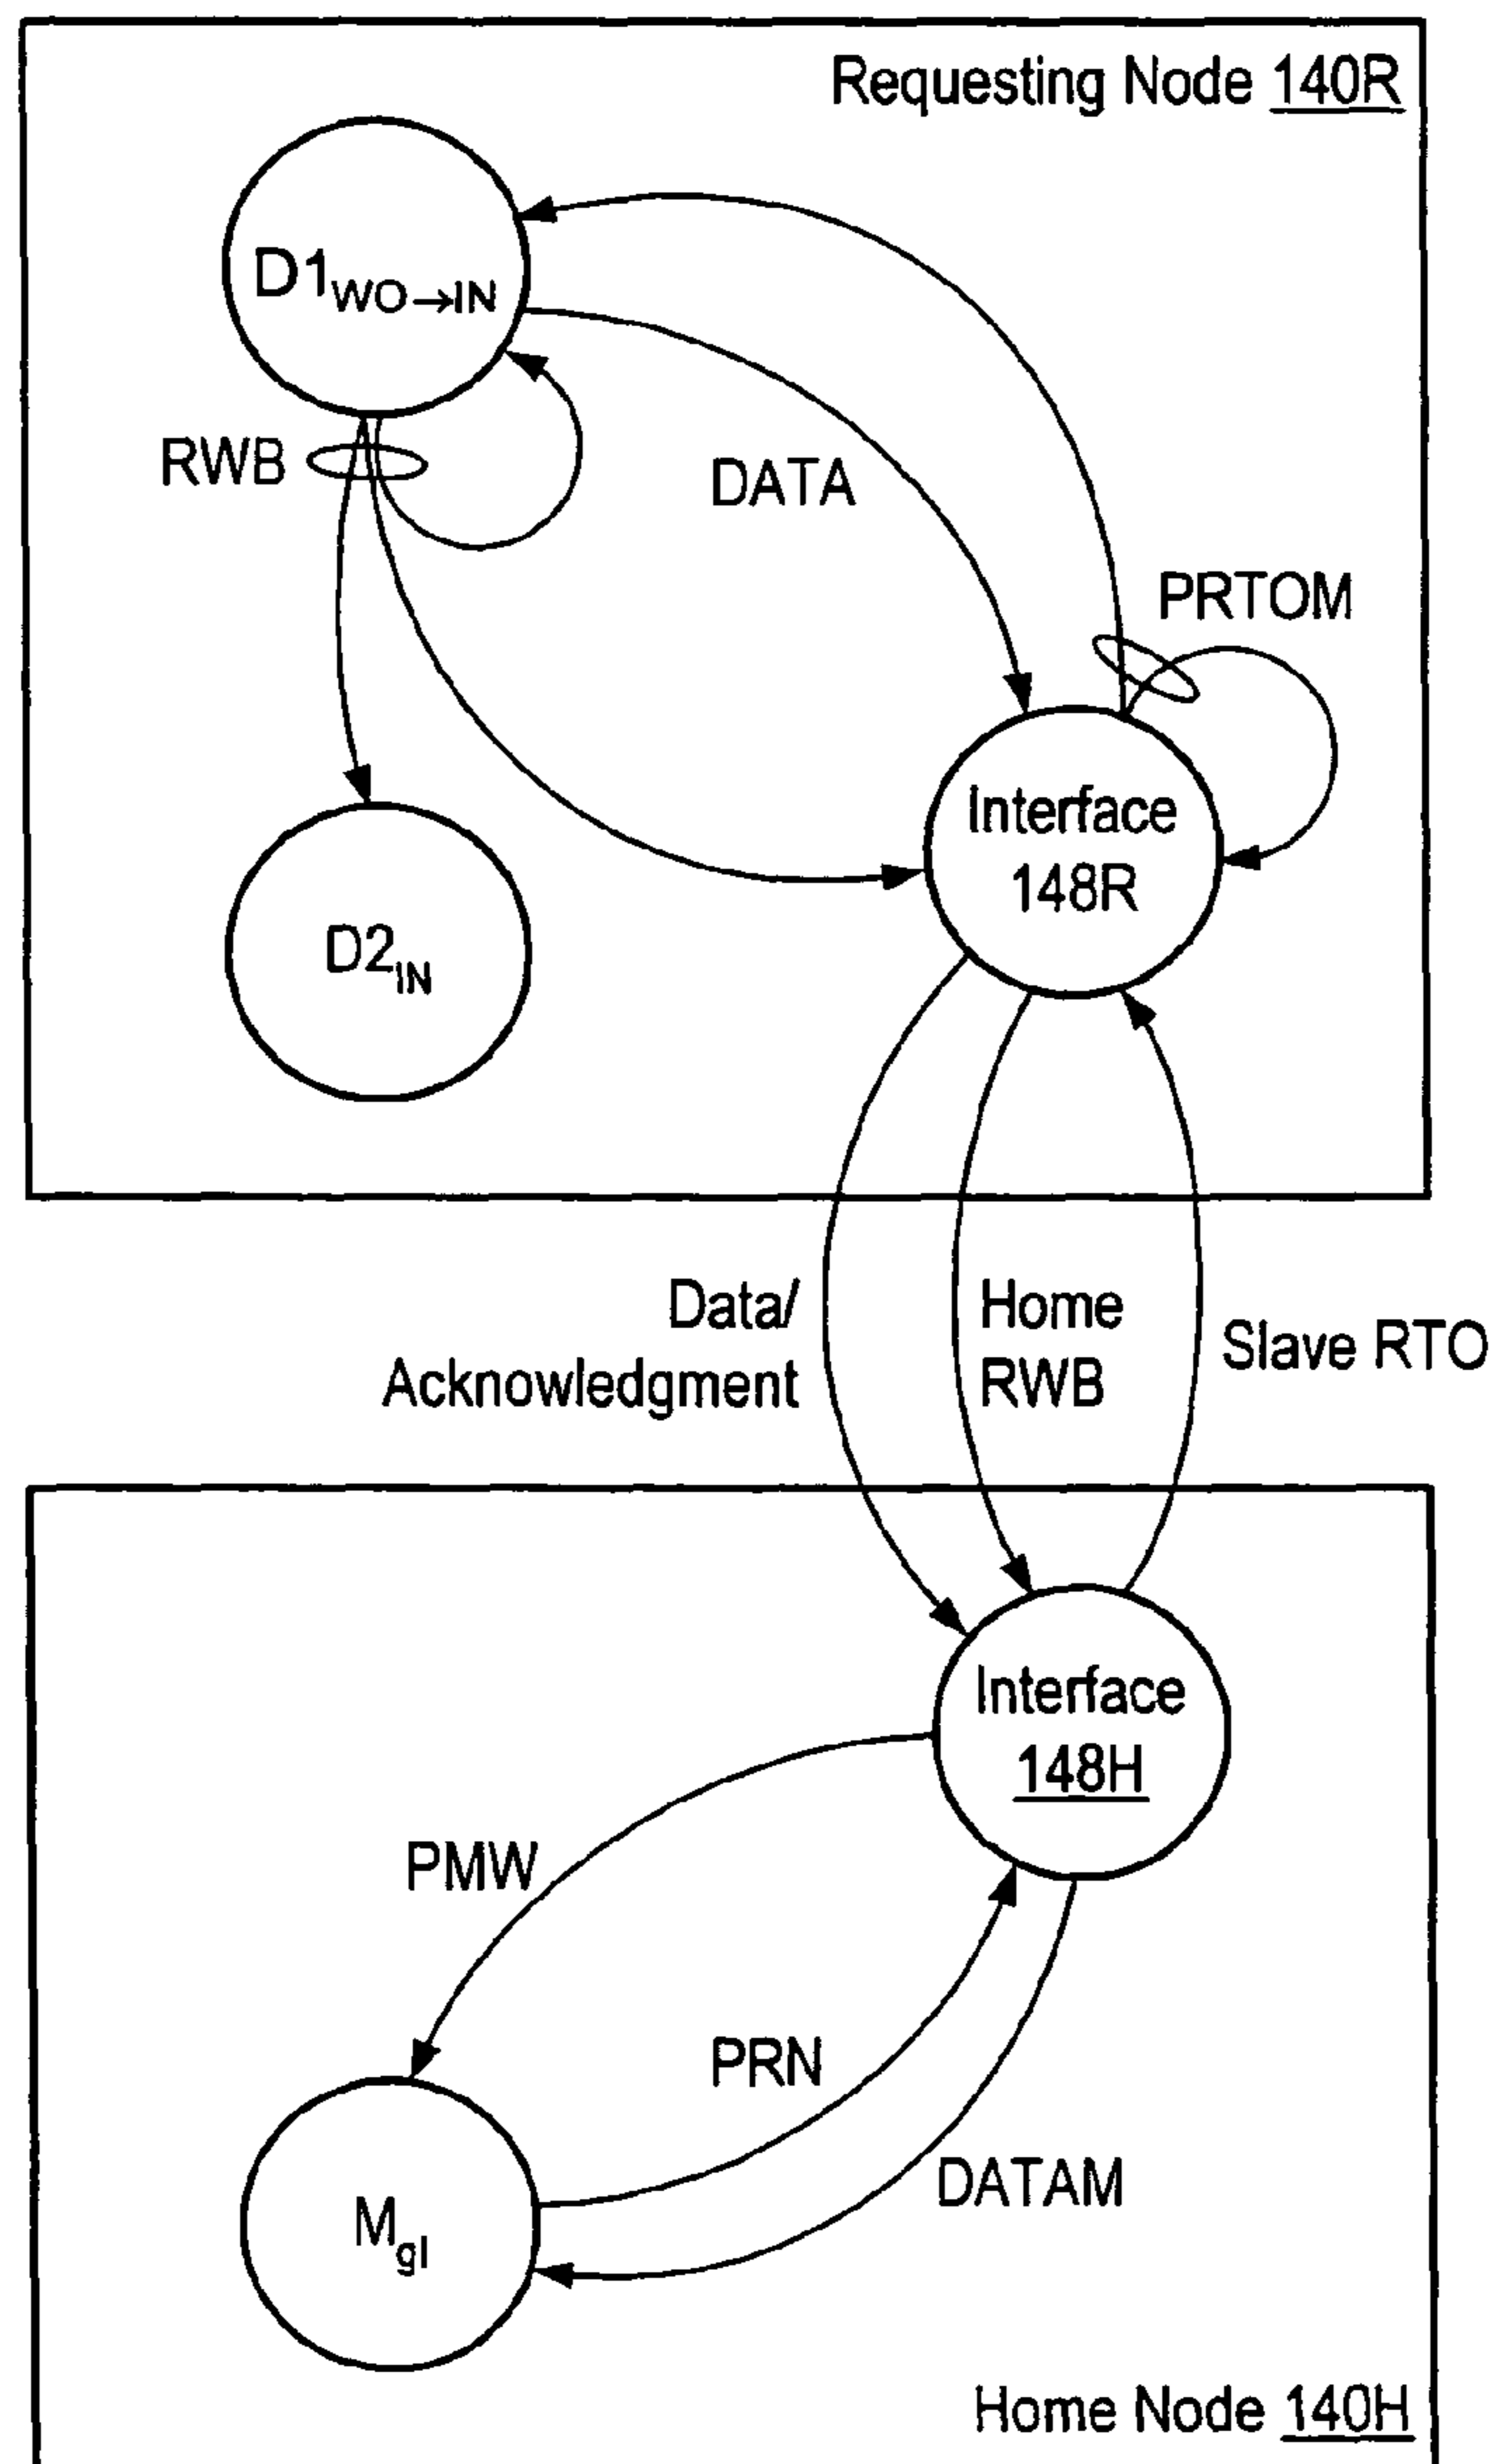 Requesting Node 140R
D1WO→IN
RWB
DATA
PRTOM
Interface
148R
D2IN
Data/
Acknowledgment
Home
RWB
Slave RTO
Interface
148H
PMW
PRN
DATAM
MgI
Home Node 140H